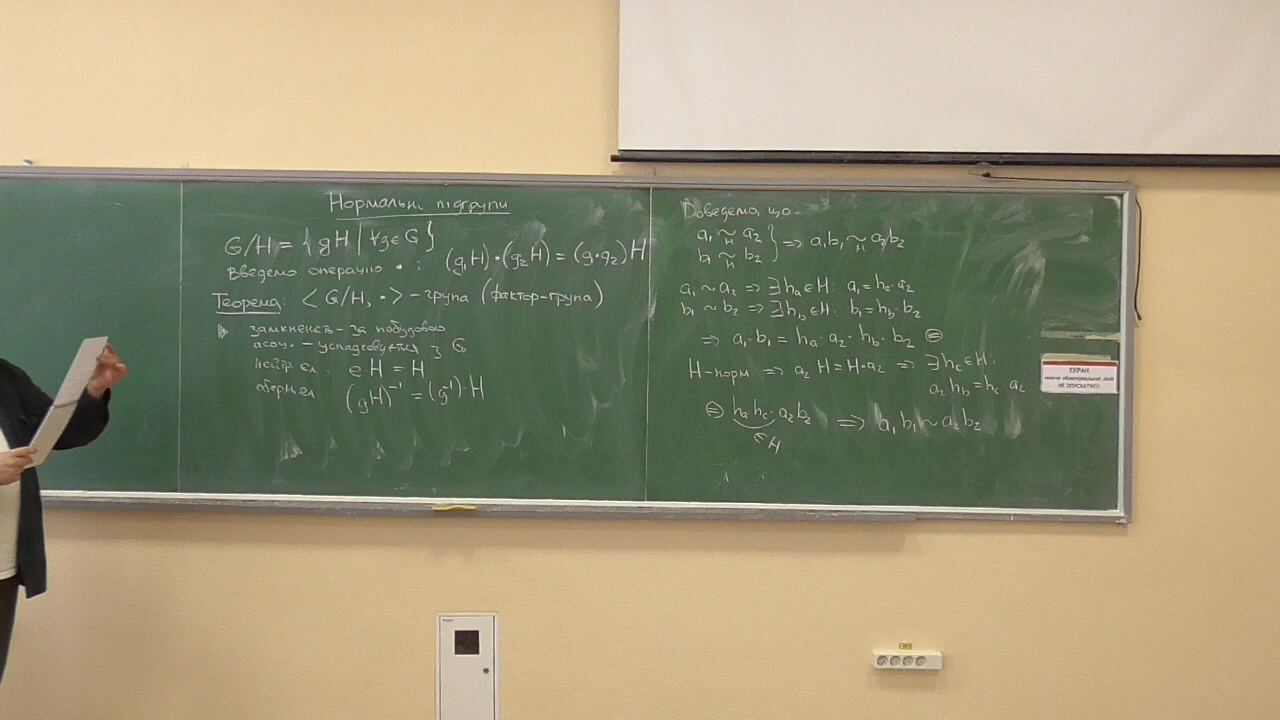 Нормальні підгрупи
G/H = { gH | ∀g∈G }
Введемо операцію • : (g₁H)•(g₂H) = (g•g₂)H
Теорема: < G/H, • > – група (фактор-група)
замкненість – за побудовою
асоц. – успадковується з G
нейтр ел. eH = H
обернен (gH)⁻¹ = (g⁻¹)·H
Доведемо, що
a₁ ~H a₂
b₁ ~H b₂ } => a₁b₁ ~H a₂b₂
a₁ ~ a₂ => ∃hₐ∈H: a₁ = hₐ·a₂
b₁ ~ b₂ => ∃h_b∈H: b₁ = h_b·b₂
=> a₁·b₁ = hₐ·a₂·h_b·b₂ ⊜
H-норм => a₂H = H·a₂ => ∃h_c∈H:
a₂h_b = h_c·a₂
⊜ hₐh_c·a₂b₂ => a₁b₁ ~ a₂b₂
∈H
ЕКРАН
НЕ ОПУСКАТИ!!!